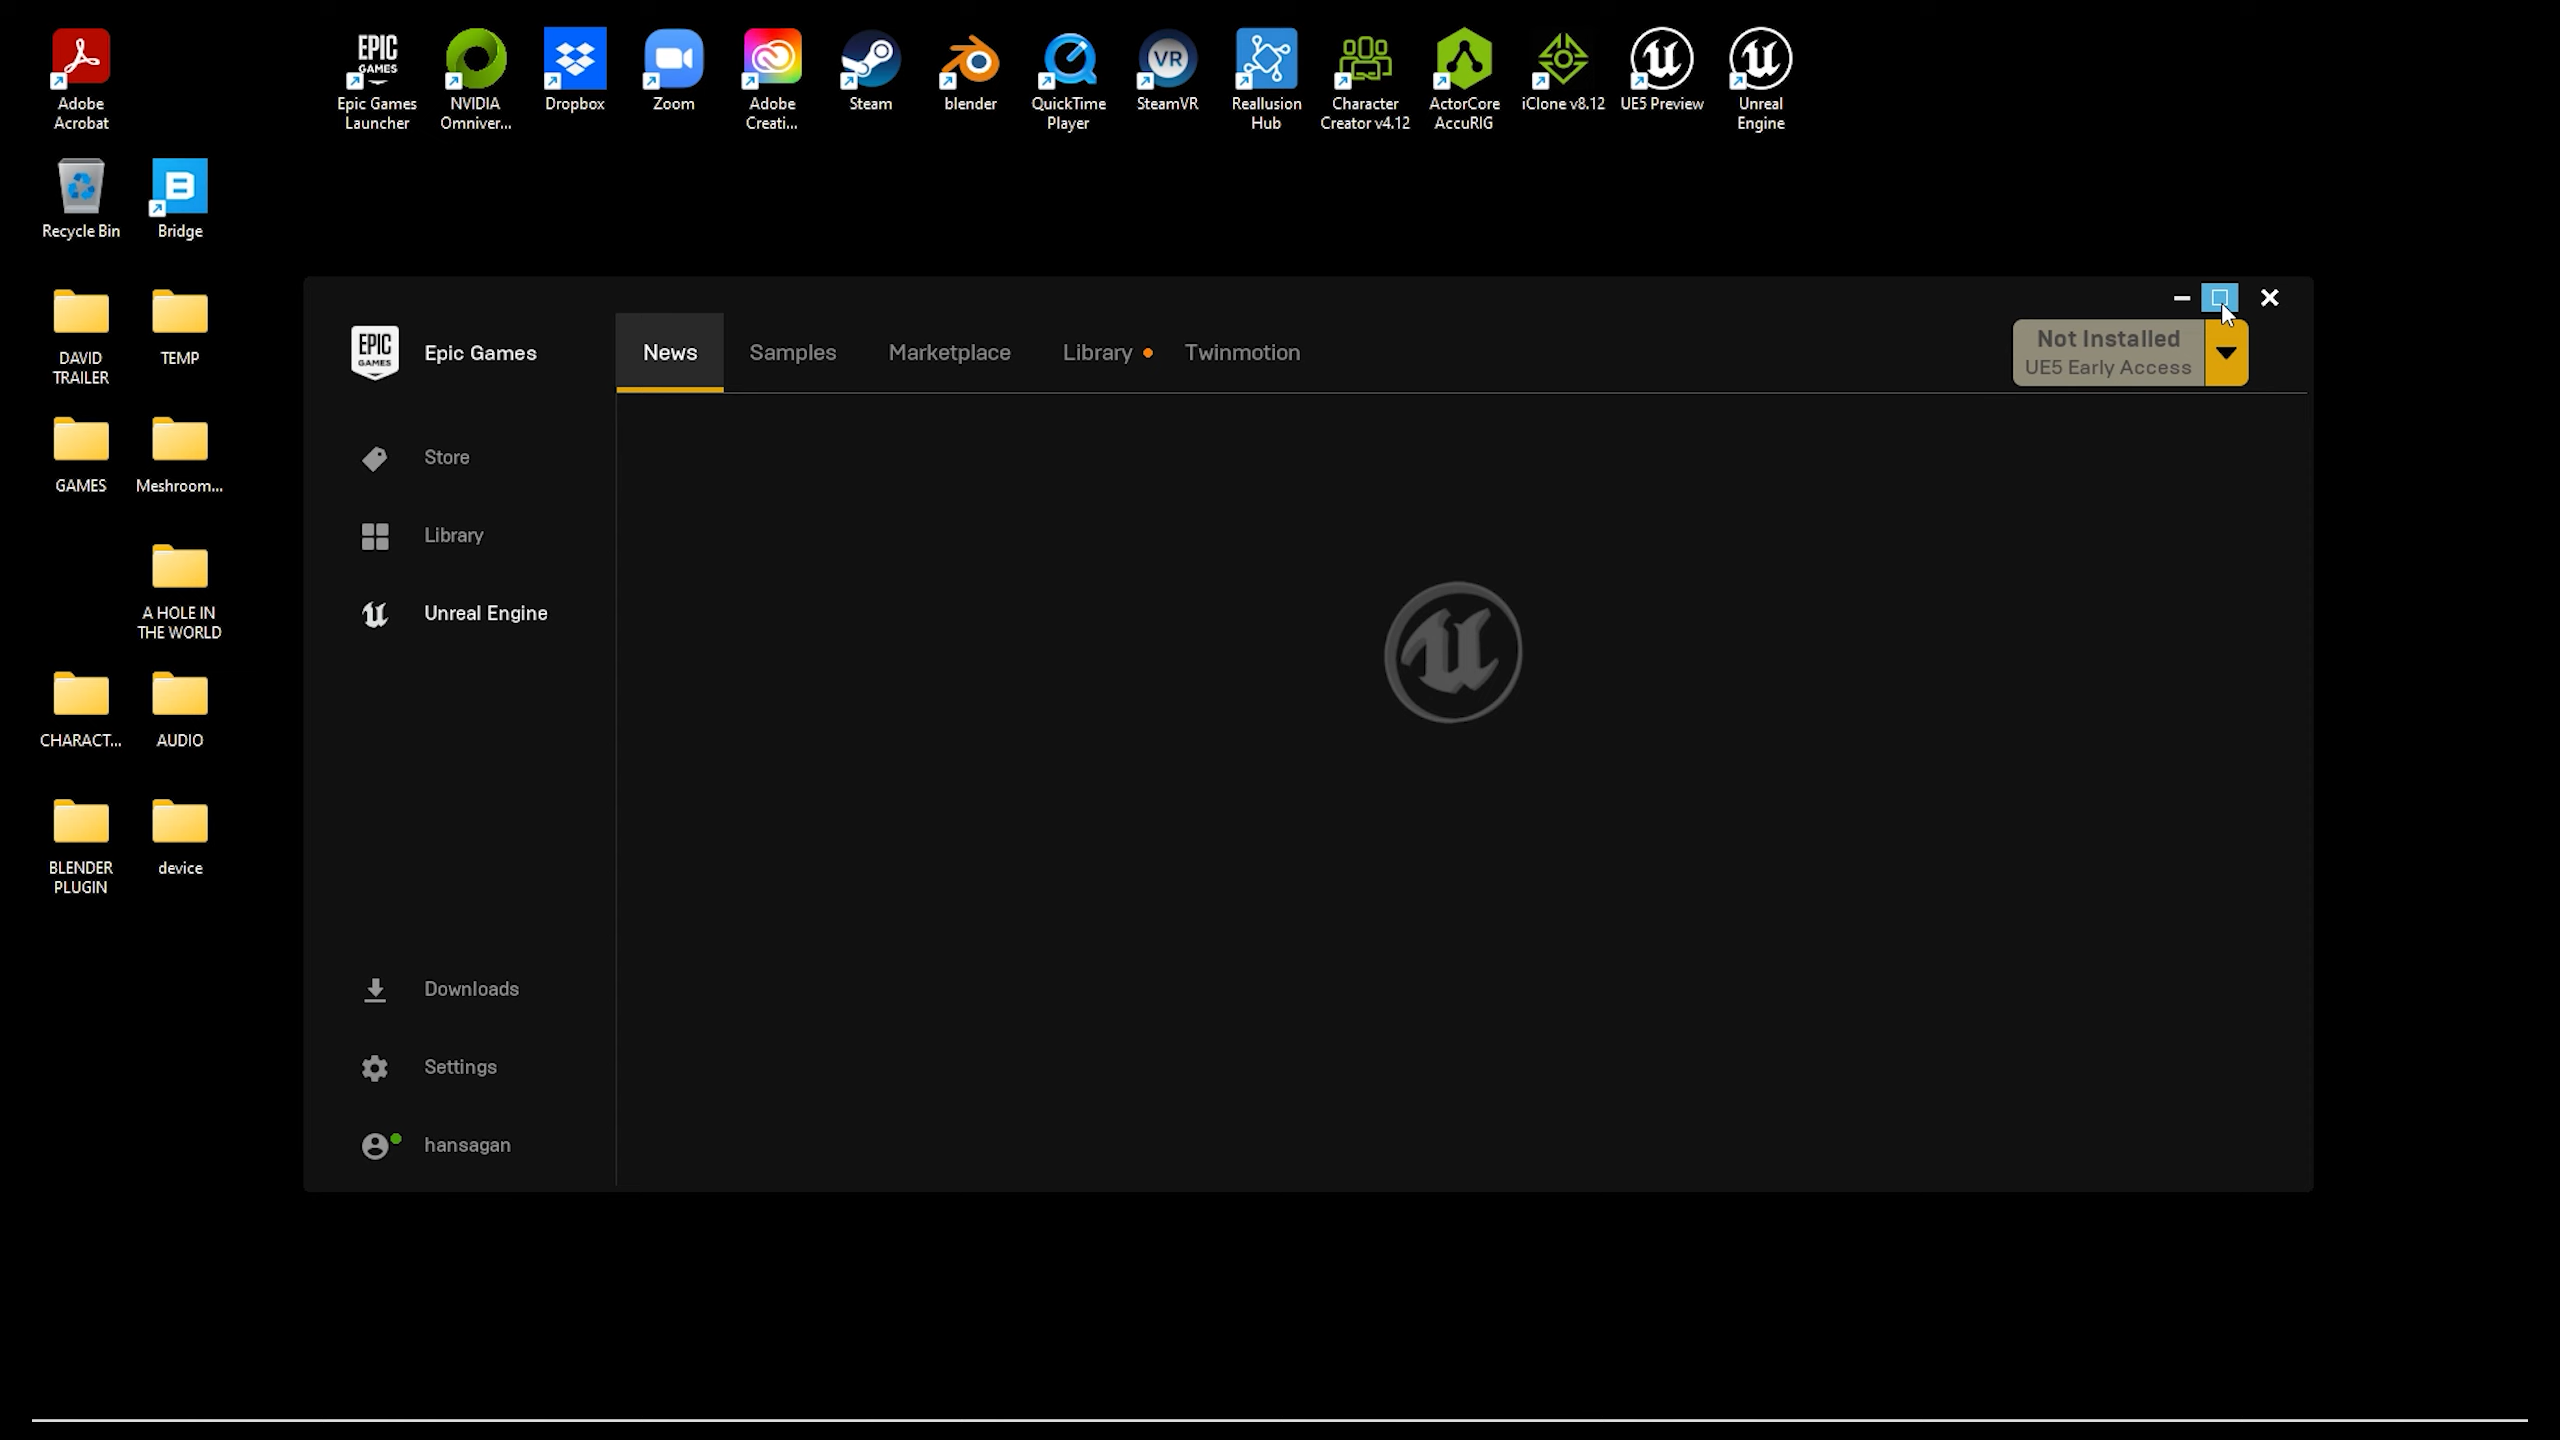 Adobe
Acrobat
EPIC
GAMES
Epic Games
Launcher
NVIDIA
Omniver...
Dropbox
Zoom
Adobe
Creati...
Steam
blender
QuickTime
Player
VR
SteamVR
Reallusion
Hub
Character
Creator v4.12
ActorCore
AccuRIG
iClone v8.12
UE5 Preview
Unreal
Engine
Recycle Bin
Bridge
DAVID
TRAILER
TEMP
GAMES
Meshroom...
A HOLE IN
THE WORLD
CHARACT...
AUDIO
BLENDER
PLUGIN
device
EPIC
GAMES
Epic Games
News
Samples
Marketplace
Library
Twinmotion
Not Installed
UE5 Early Access
Store
Library
Unreal Engine
Downloads
Settings
hansagan